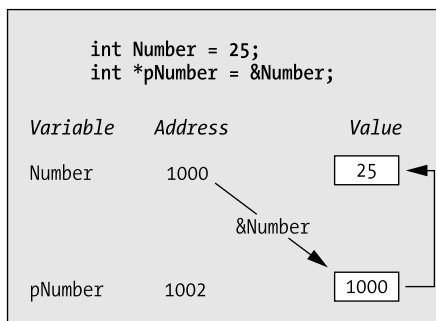 int Number = 25;
int *pNumber = &Number;
Variable Address Value
Number 1000 25
&Number
pNumber 1002 1000